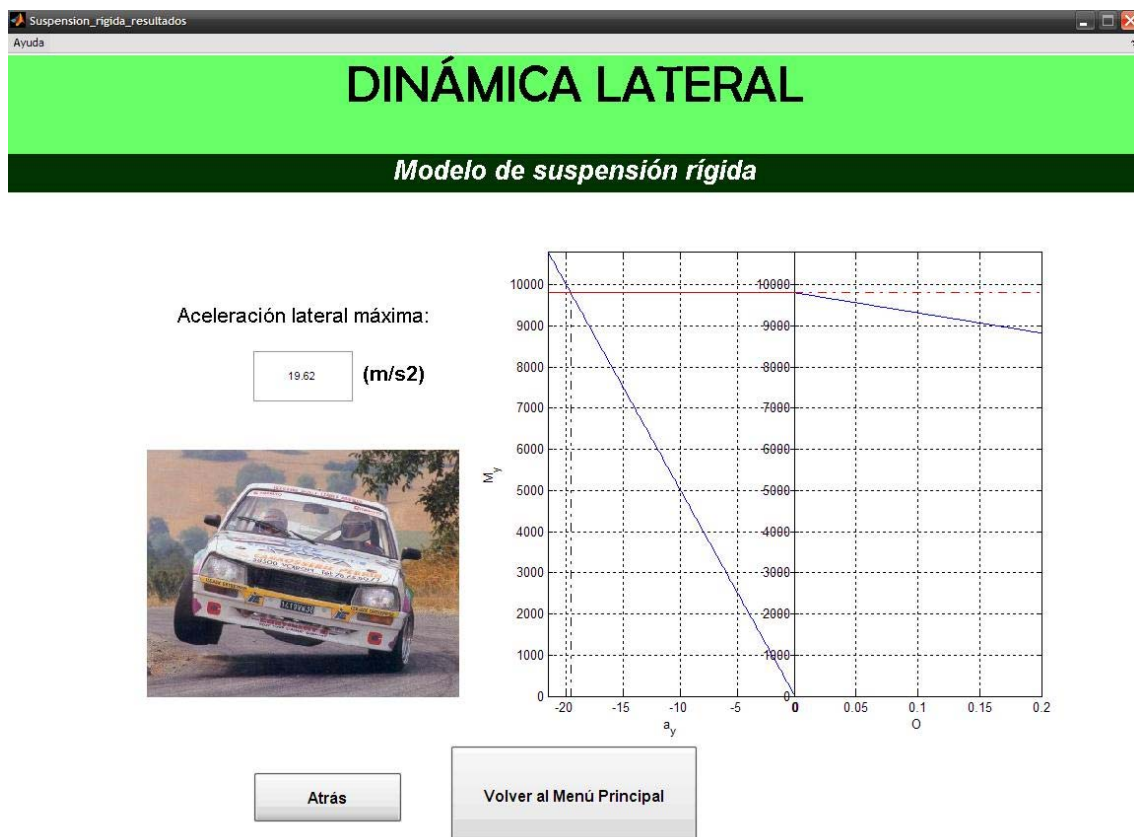 Suspension_rigida_resultados
Ayuda
DINÁMICA LATERAL
Modelo de suspensión rígida
Aceleración lateral máxima:
19.62 (m/s2)
10000 10000
9000 9000
8000 8000
7000 7000
6000 6000
5000 5000
4000 4000
3000 3000
2000 2000
1000 1000
0 0
M_y
-20 -15 -10 -5 0 0.05 0.1 0.15 0.2
a_y O
Atrás
Volver al Menú Principal